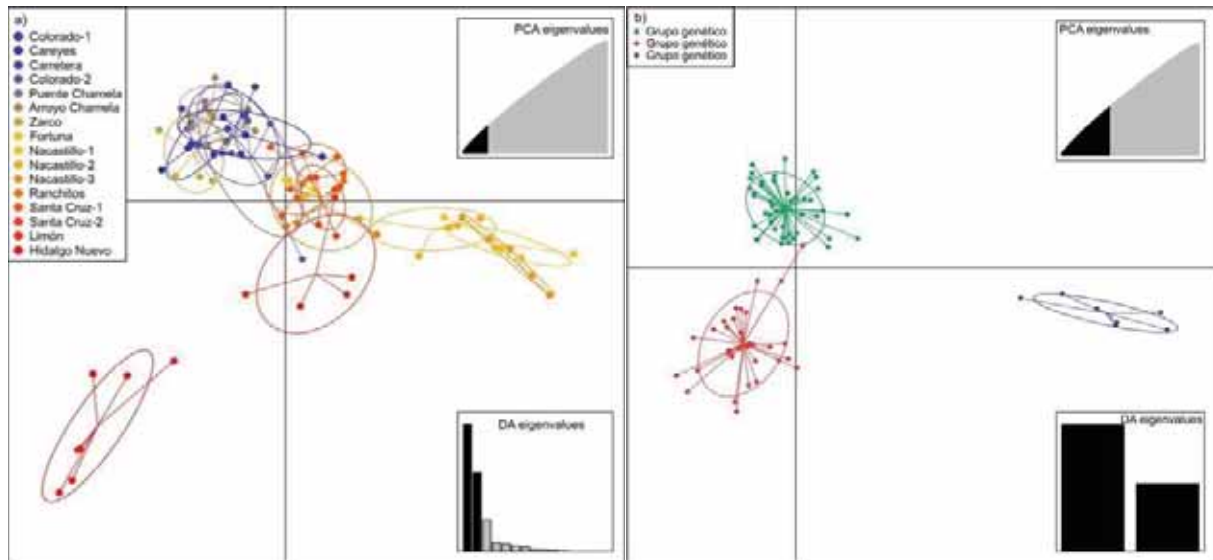 a)
Colorado-1
Careyes
Carretera
Colorado-2
Puente Chamela
Arroyo Chamela
Zarco
Fortuna
Nacastillo-1
Nacastillo-2
Nacastillo-3
Ranchitos
Santa Cruz-1
Santa Cruz-2
Limón
Hidalgo Nuevo
PCA eigenvalues
DA eigenvalues
b)
Grupo genético
Grupo genético
Grupo genético
PCA eigenvalues
DA eigenvalues